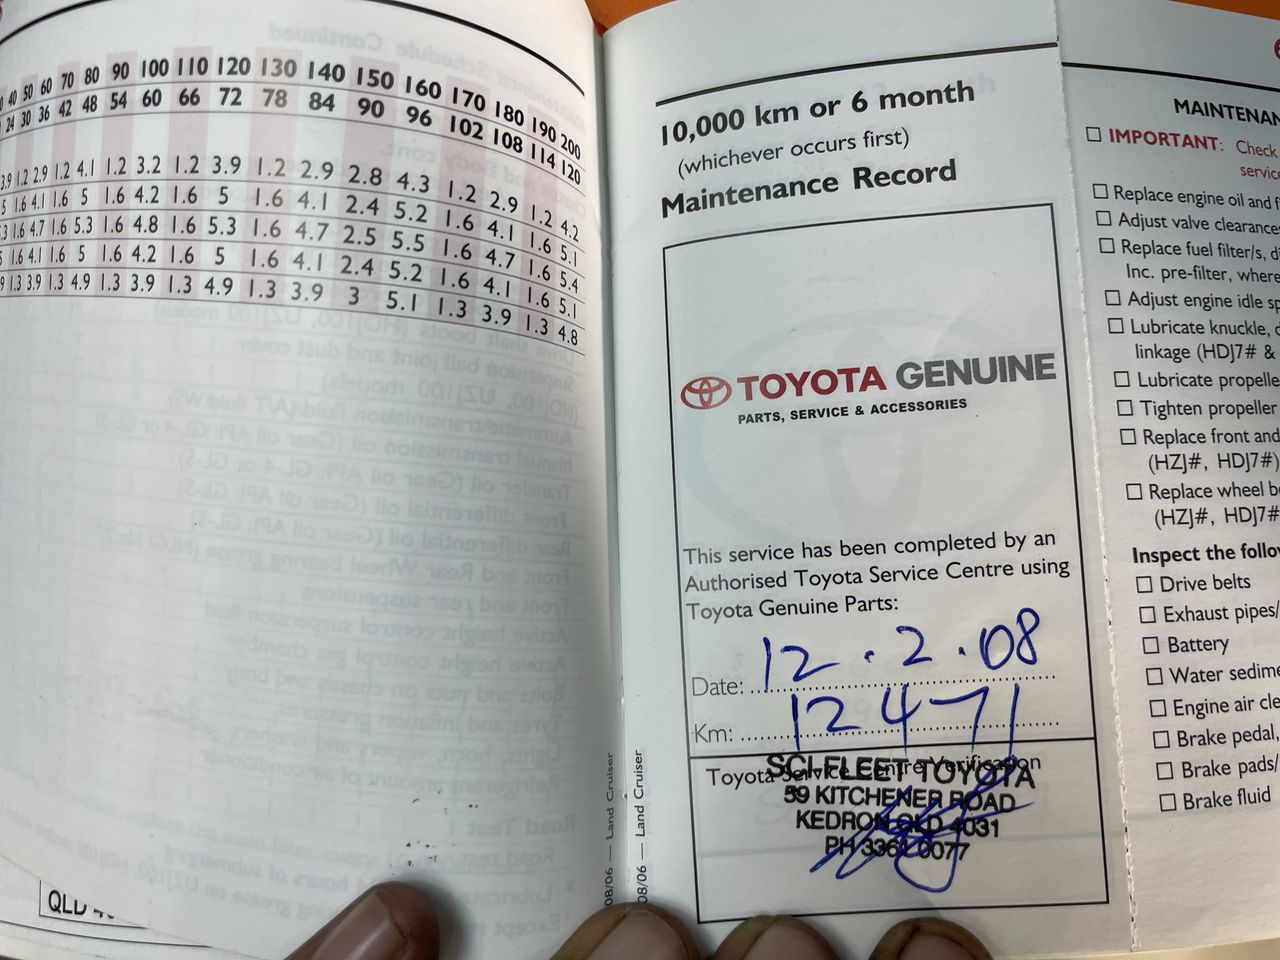 40 50 60 70 80 90 100 110 120 130 140 150 160 170 180 190 200
24 30 36 42 48 54 60 66 72 78 84 90 96 102 108 114 120
3.9 1.2 2.9 1.2 4.1 1.2 3.2 1.2 3.9 1.2 2.9 2.8 4.3 1.2 2.9 1.2 4.2
5 1.6 4.1 1.6 5 1.6 4.2 1.6 5 1.6 4.1 2.4 5.2 1.6 4.1 1.6 5.1
1.6 4.7 1.6 5.3 1.6 4.8 1.6 5.3 1.6 4.7 2.5 5.5 1.6 4.7 1.6 5.4
1.6 4.1 1.6 5 1.6 4.2 1.6 5 1.6 4.1 2.4 5.2 1.6 4.1 1.6 5.1
1.3 3.9 1.3 4.9 1.3 3.9 1.3 4.9 1.3 3.9 3 5.1 1.3 3.9 1.3 4.8
QLD
08/06 — Land Cruiser
08/06 — Land Cruiser
10,000 km or 6 month
(whichever occurs first)
Maintenance Record
TOYOTA GENUINE
PARTS, SERVICE & ACCESSORIES
This service has been completed by an
Authorised Toyota Service Centre using
Toyota Genuine Parts:
Date: 12.2.08
Km: 12471
Toyota Service Centre Verification
SCI-FLEET TOYOTA
59 KITCHENER ROAD
KEDRON QLD 4031
PH 3361 0077
MAINTENAN
IMPORTANT: Check
service
Replace engine oil and f
Adjust valve clearances
Replace fuel filter/s, d
Inc. pre-filter, where
Adjust engine idle sp
Lubricate knuckle,
linkage (HDJ7# &
Lubricate propelle
Tighten propeller
Replace front and
(HZJ#, HDJ7#)
Replace wheel b
(HZJ#, HDJ7#
Inspect the follow
Drive belts
Exhaust pipes/
Battery
Water sedime
Engine air cle
Brake pedal,
Brake pads/
Brake fluid